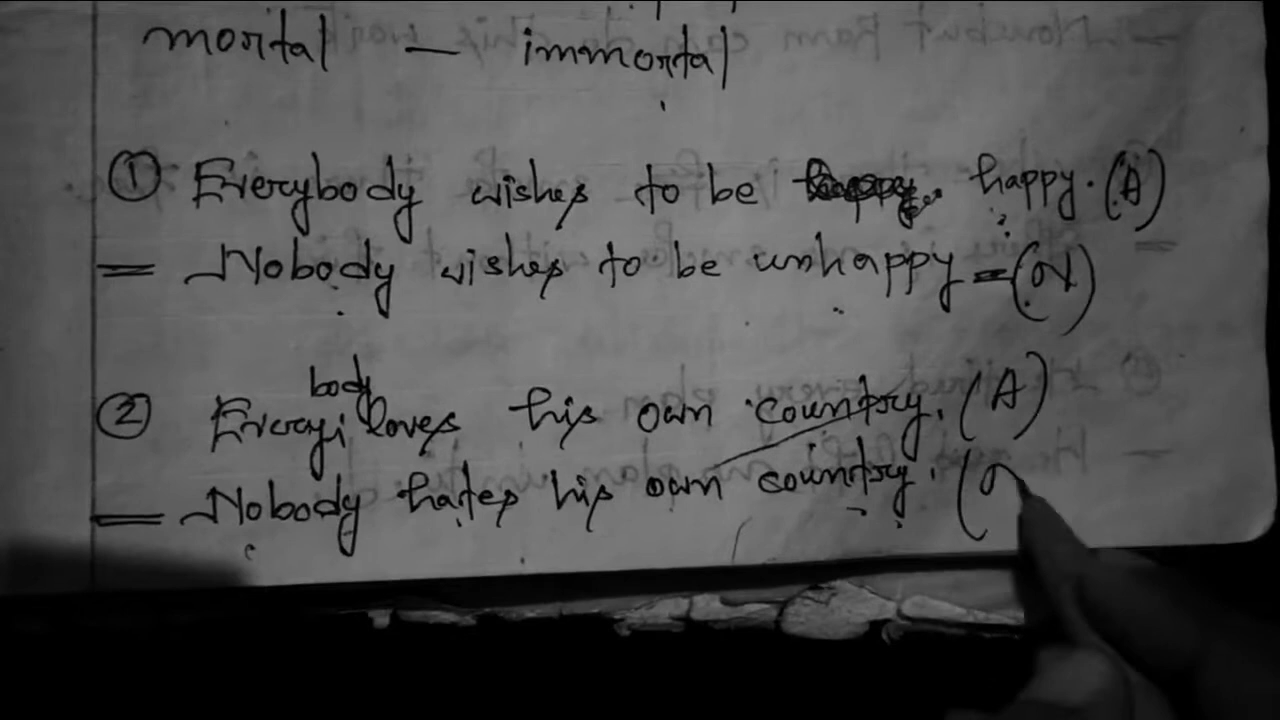 mortal — immortal
① Everybody wishes to be happy. (A)
= Nobody wishes to be unhappy = (N)
body
② Every loves his own country. (A)
= Nobody hates his own country. (N